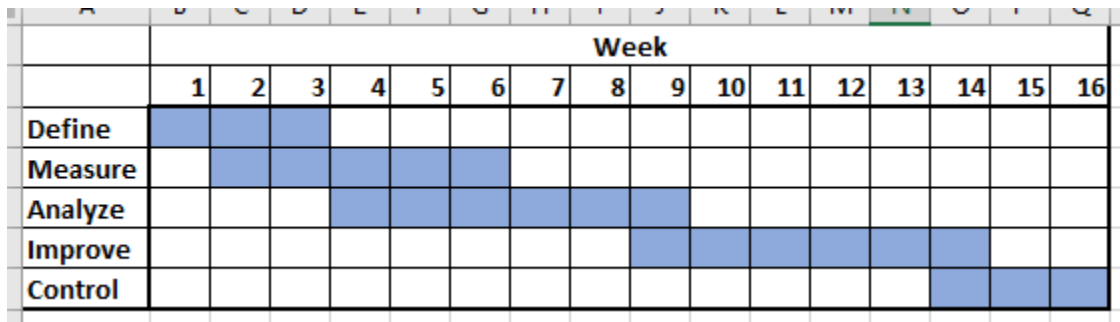 Week
1 2 3 4 5 6 7 8 9 10 11 12 13 14 15 16
Define
Measure
Analyze
Improve
Control